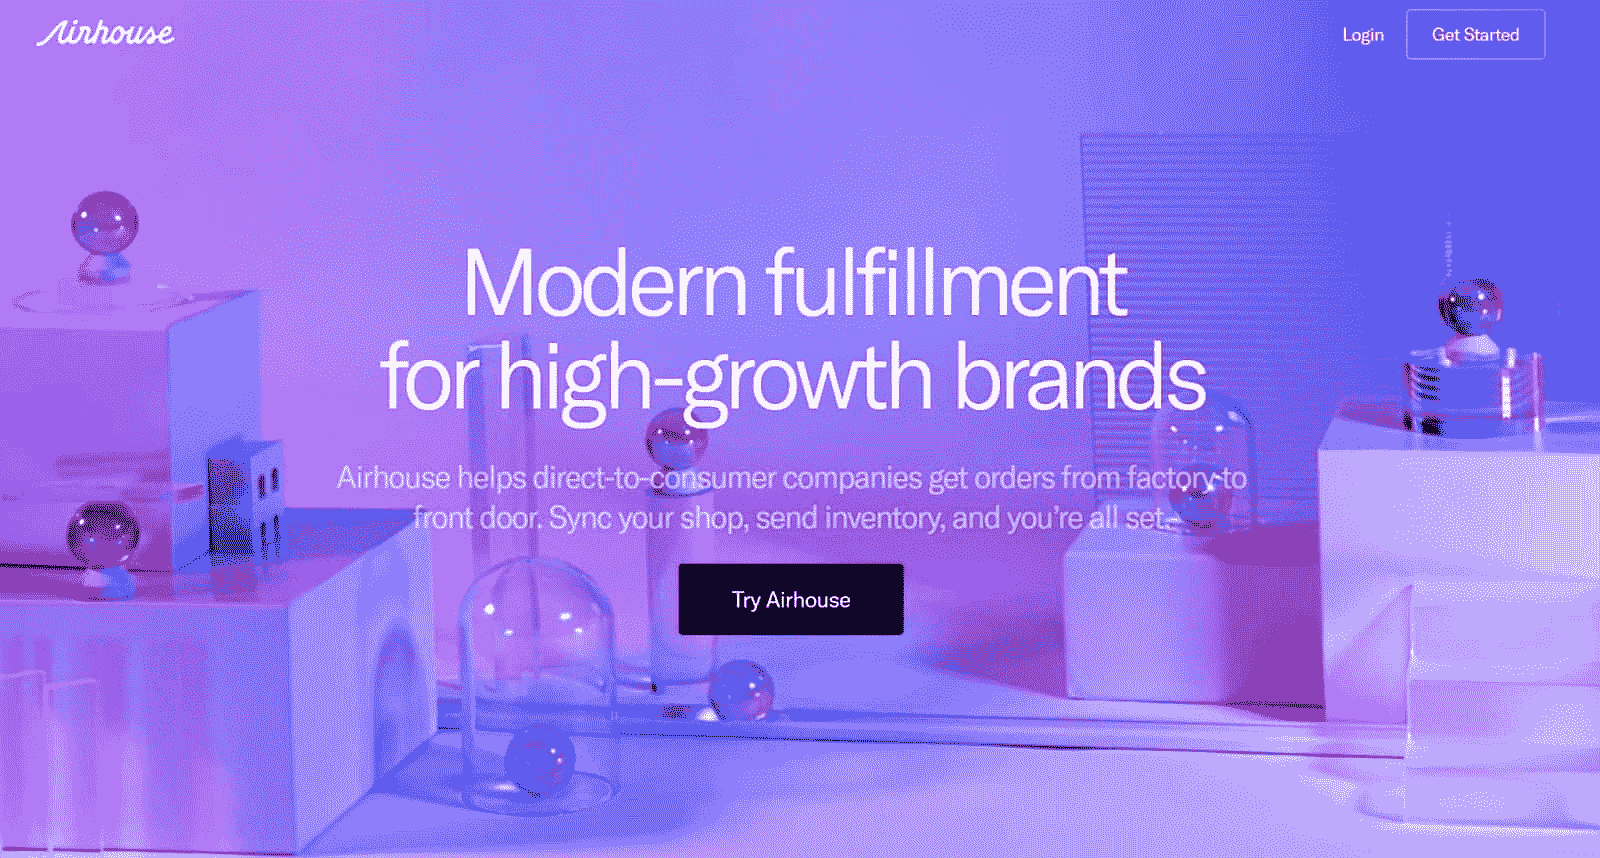 Airhouse
Login
Get Started
Modern fulfillment
for high-growth brands
Airhouse helps direct-to-consumer companies get orders from factory to
front door. Sync your shop, send inventory, and you’re all set.
Try Airhouse